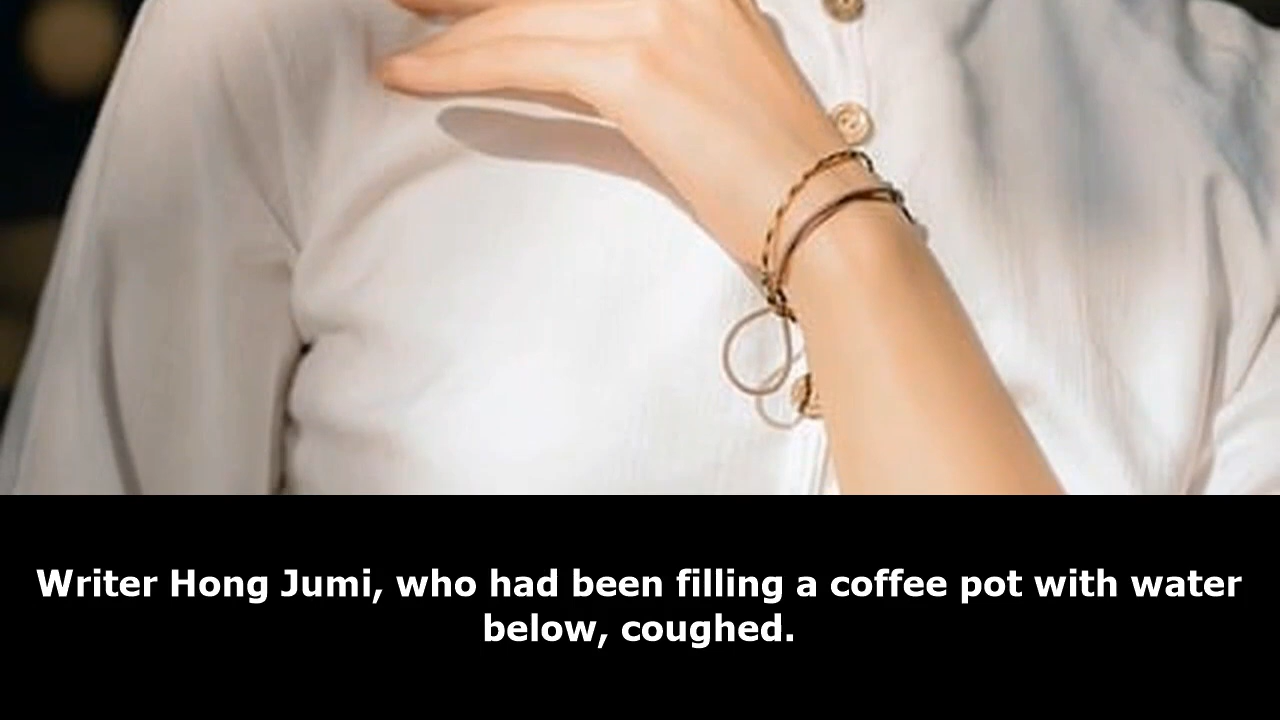 Writer Hong Jumi, who had been filling a coffee pot with water
below, coughed.